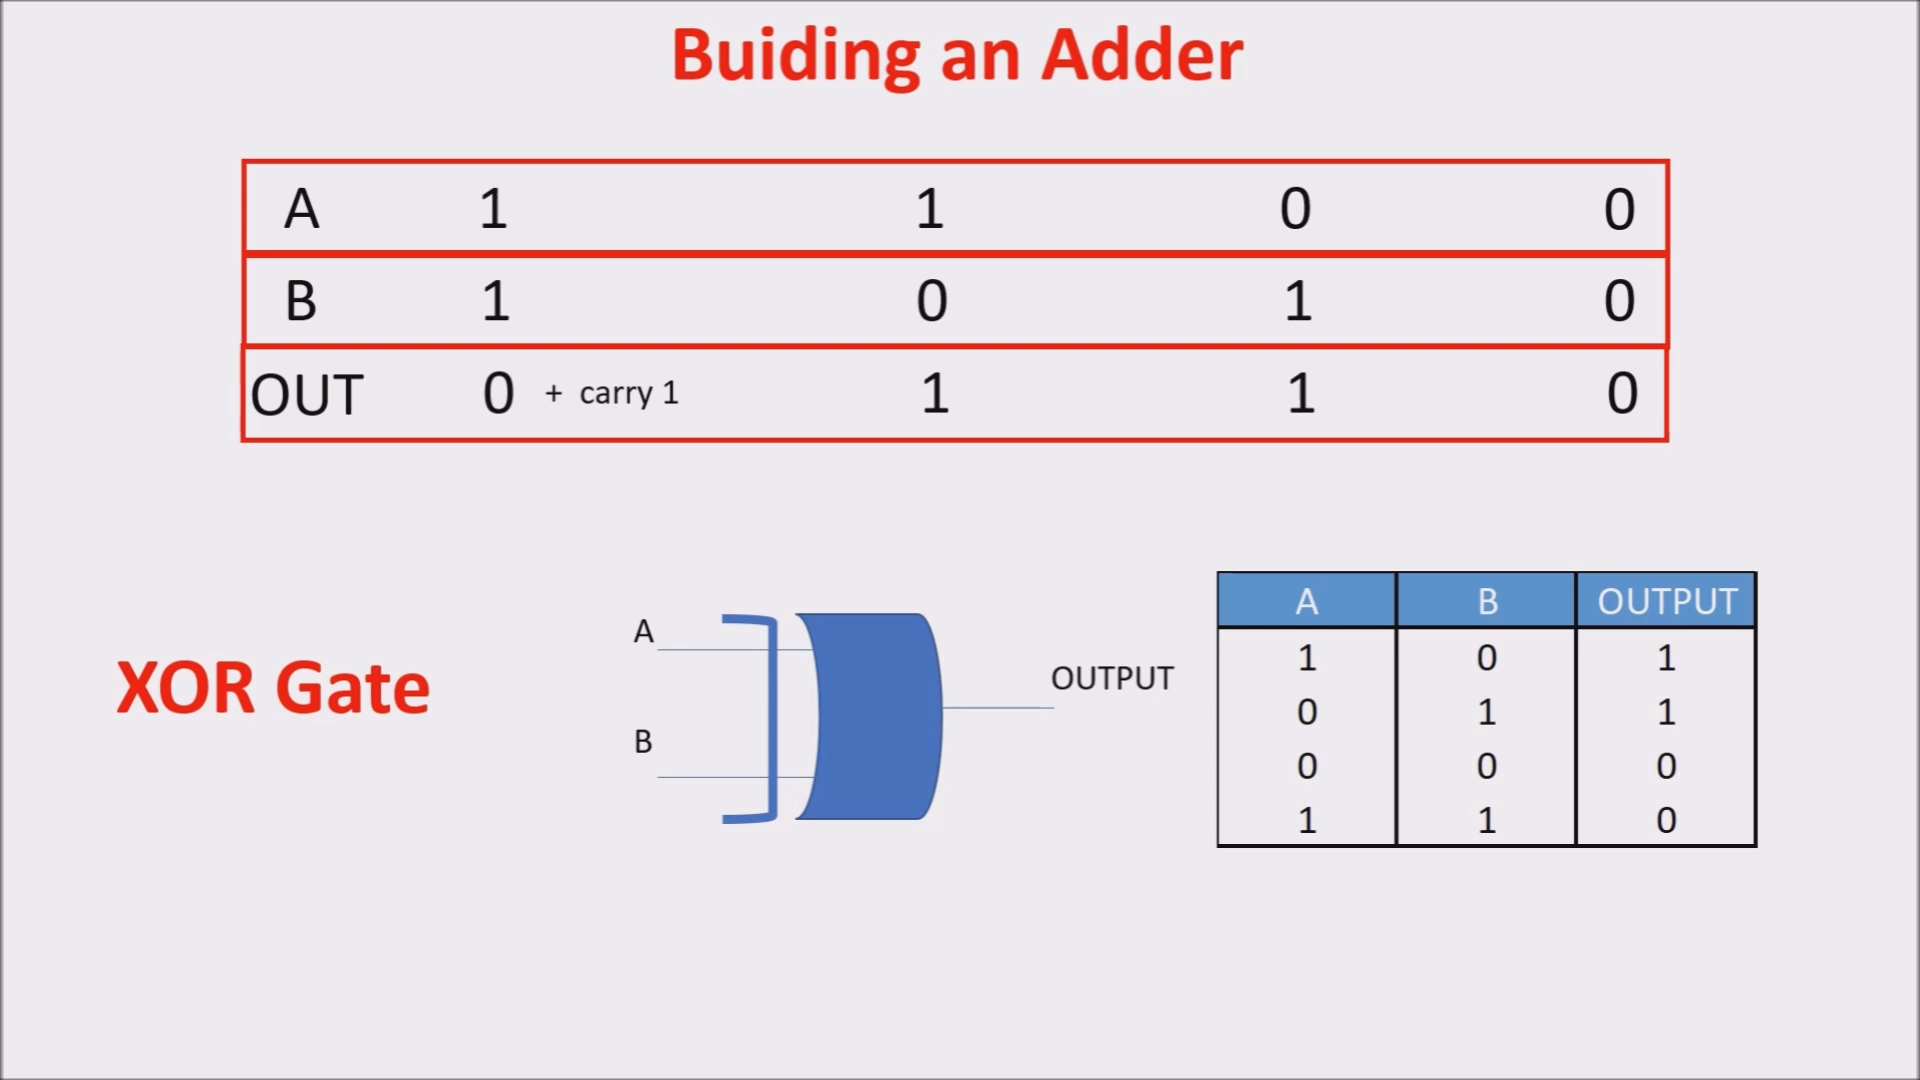 Buiding an Adder
A 1 1 0 0
B 1 0 1 0
OUT 0 + carry 1 1 1 0
XOR Gate
A
B
OUTPUT
A B OUTPUT
1 0 1
0 1 1
0 0 0
1 1 0